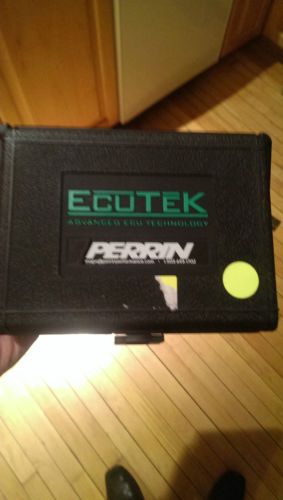 ECUTEK
ADVANCED ECU TECHNOLOGY
PERRIN